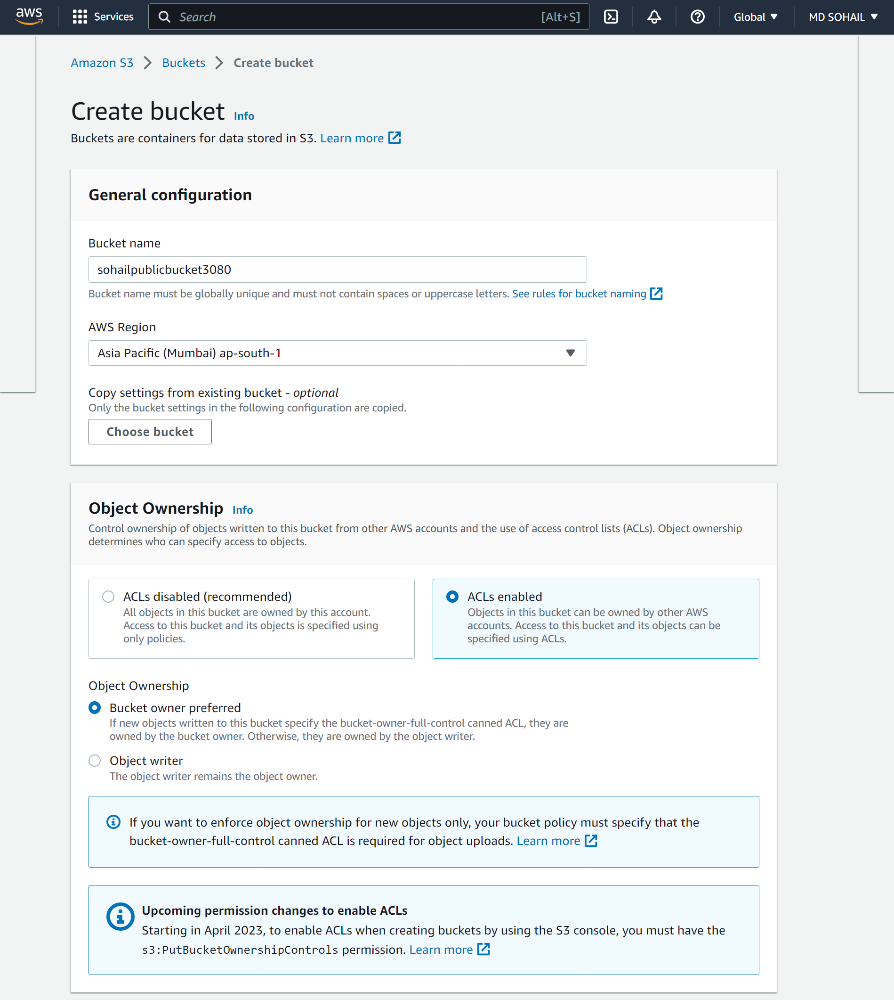 aws Services Search [Alt+S] Global MD SOHAIL
Amazon S3 Buckets Create bucket
Create bucket Info
Buckets are containers for data stored in S3. Learn more
General configuration
Bucket name
sohailpublicbucket3080
Bucket name must be globally unique and must not contain spaces or uppercase letters. See rules for bucket naming
AWS Region
Asia Pacific (Mumbai) ap-south-1
Copy settings from existing bucket - optional
Only the bucket settings in the following configuration are copied.
Choose bucket
Object Ownership Info
Control ownership of objects written to this bucket from other AWS accounts and the use of access control lists (ACLs). Object ownership
determines who can specify access to objects.
ACLs disabled (recommended)
All objects in this bucket are owned by this account.
Access to this bucket and its objects is specified using
only policies.
ACLs enabled
Objects in this bucket can be owned by other AWS
accounts. Access to this bucket and its objects can be
specified using ACLs.
Object Ownership
Bucket owner preferred
If new objects written to this bucket specify the bucket-owner-full-control canned ACL, they are
owned by the bucket owner. Otherwise, they are owned by the object writer.
Object writer
The object writer remains the object owner.
If you want to enforce object ownership for new objects only, your bucket policy must specify that the
bucket-owner-full-control canned ACL is required for object uploads. Learn more
Upcoming permission changes to enable ACLs
Starting in April 2023, to enable ACLs when creating buckets by using the S3 console, you must have the
s3:PutBucketOwnershipControls permission. Learn more